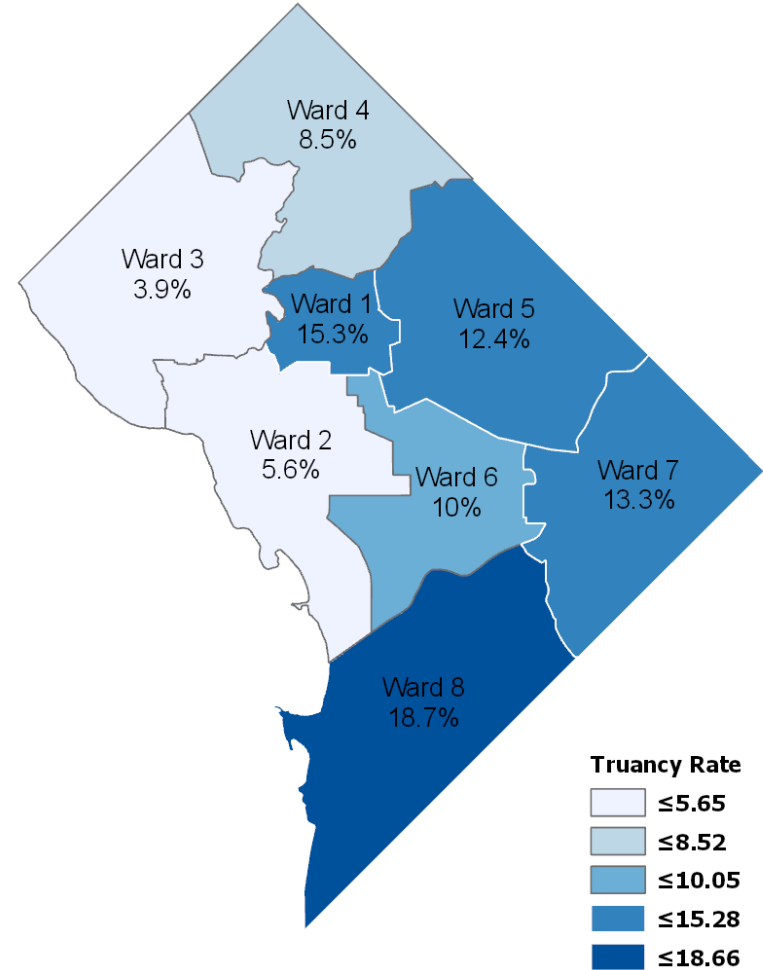 Ward 4
8.5%
Ward 3
3.9%
Ward 1
15.3%
Ward 5
12.4%
Ward 2
5.6%
Ward 6
10%
Ward 7
13.3%
Ward 8
18.7%
Truancy Rate
≤5.65
≤8.52
≤10.05
≤15.28
≤18.66